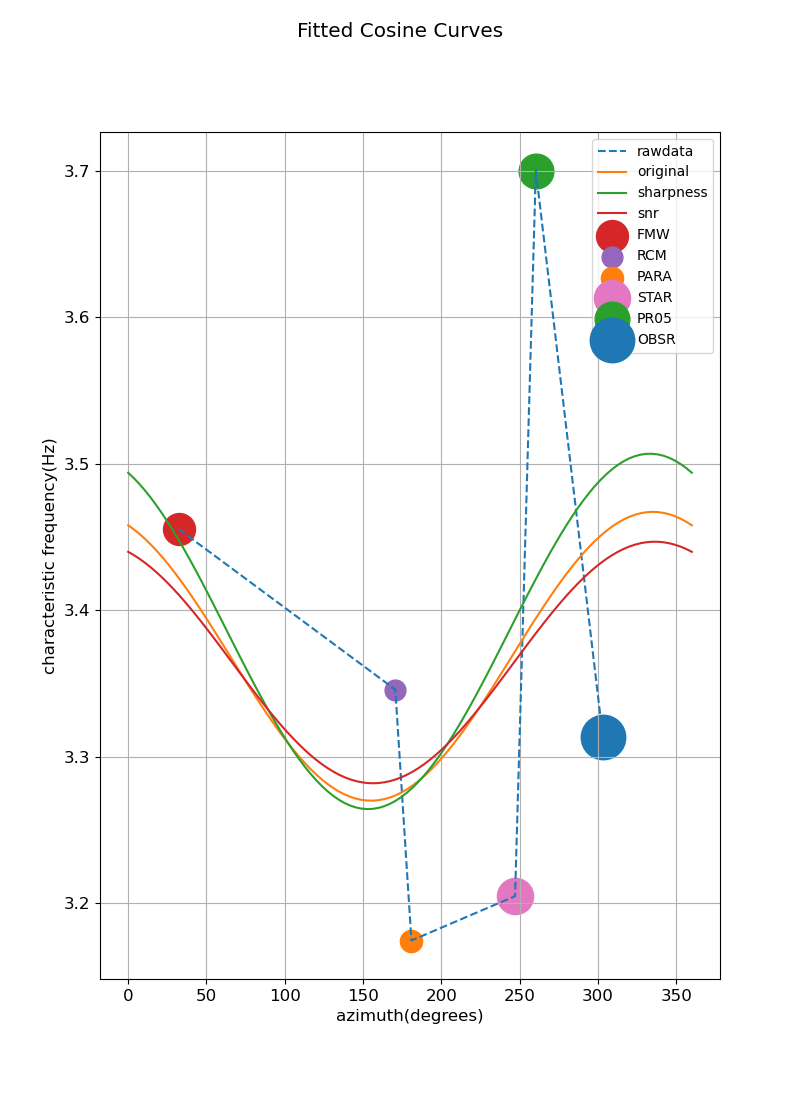 Fitted Cosine Curves
3.7
3.6
3.5
3.4
3.3
3.2
characteristic frequency(Hz)
rawdata
original
sharpness
snr
FMW
RCM
PARA
STAR
PR05
OBSR
0 50 100 150 200 250 300 350
azimuth(degrees)